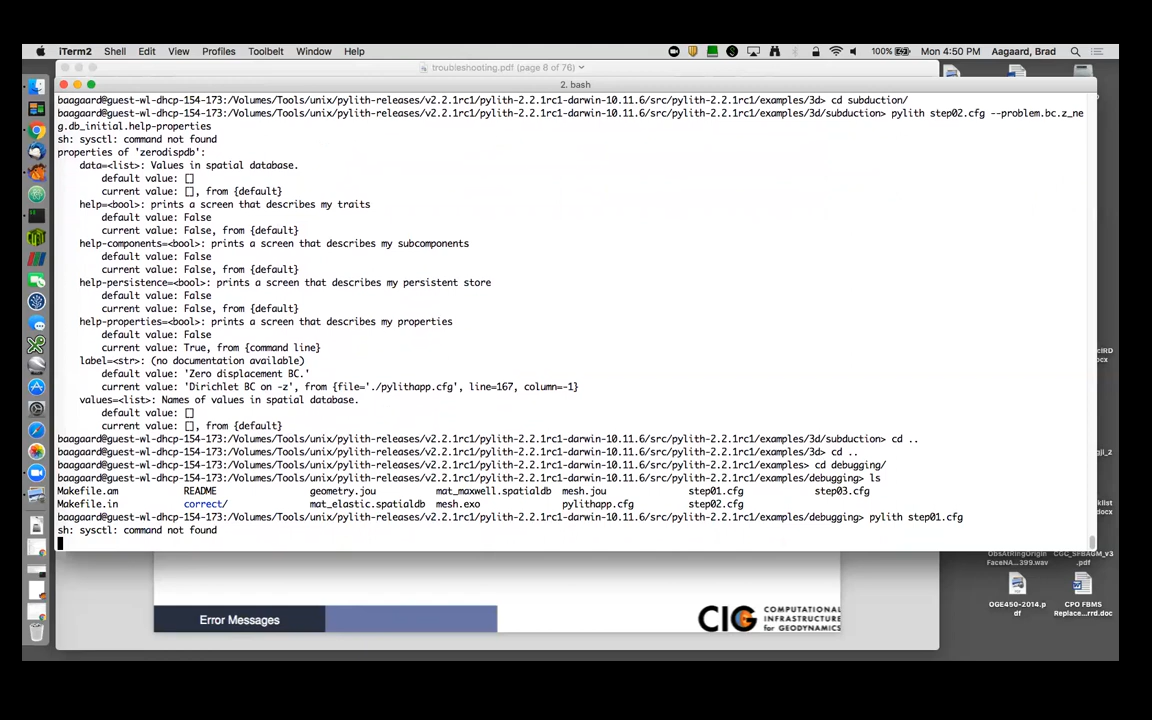 iTerm2 Shell Edit View Profiles Toolbelt Window Help 100% Mon 4:50 PM Aagaard, Brad
troubleshooting.pdf (page 8 of 76)
2. bash
baagaard@guest-wl-dhcp-154-173:/Volumes/Tools/unix/pylith-releases/v2.2.1rc1/pylith-2.2.1rc1-darwin-10.11.6/src/pylith-2.2.1rc1/examples/3d> cd subduction/
baagaard@guest-wl-dhcp-154-173:/Volumes/Tools/unix/pylith-releases/v2.2.1rc1/pylith-2.2.1rc1-darwin-10.11.6/src/pylith-2.2.1rc1/examples/3d/subduction> pylith step02.cfg --problem.bc.z_ne
g.db_initial.help-properties
sh: sysctl: command not found
properties of 'zerodispdb':
data=<list>: Values in spatial database.
default value: []
current value: [], from {default}
help=<bool>: prints a screen that describes my traits
default value: False
current value: False, from {default}
help-components=<bool>: prints a screen that describes my subcomponents
default value: False
current value: False, from {default}
help-persistence=<bool>: prints a screen that describes my persistent store
default value: False
current value: False, from {default}
help-properties=<bool>: prints a screen that describes my properties
default value: False
current value: True, from {command line}
label=<str>: (no documentation available)
default value: 'Zero displacement BC.'
current value: 'Dirichlet BC on -z', from {file='./pylithapp.cfg', line=167, column=-1}
values=<list>: Names of values in spatial database.
default value: []
current value: [], from {default}
baagaard@guest-wl-dhcp-154-173:/Volumes/Tools/unix/pylith-releases/v2.2.1rc1/pylith-2.2.1rc1-darwin-10.11.6/src/pylith-2.2.1rc1/examples/3d/subduction> cd ..
baagaard@guest-wl-dhcp-154-173:/Volumes/Tools/unix/pylith-releases/v2.2.1rc1/pylith-2.2.1rc1-darwin-10.11.6/src/pylith-2.2.1rc1/examples/3d> cd ..
baagaard@guest-wl-dhcp-154-173:/Volumes/Tools/unix/pylith-releases/v2.2.1rc1/pylith-2.2.1rc1-darwin-10.11.6/src/pylith-2.2.1rc1/examples> cd debugging/
baagaard@guest-wl-dhcp-154-173:/Volumes/Tools/unix/pylith-releases/v2.2.1rc1/pylith-2.2.1rc1-darwin-10.11.6/src/pylith-2.2.1rc1/examples/debugging> ls
Makefile.am README geometry.jou mat_maxwell.spatialdb mesh.jou step01.cfg step03.cfg
Makefile.in correct/ mat_elastic.spatialdb mesh.exo pylithapp.cfg step02.cfg
baagaard@guest-wl-dhcp-154-173:/Volumes/Tools/unix/pylith-releases/v2.2.1rc1/pylith-2.2.1rc1-darwin-10.11.6/src/pylith-2.2.1rc1/examples/debugging> pylith step01.cfg
sh: sysctl: command not found
Error Messages
CIG COMPUTATIONAL
INFRASTRUCTURE
for GEODYNAMICS
OGE450-2014.p
df
CPO FBMS
Replace...rrd.doc